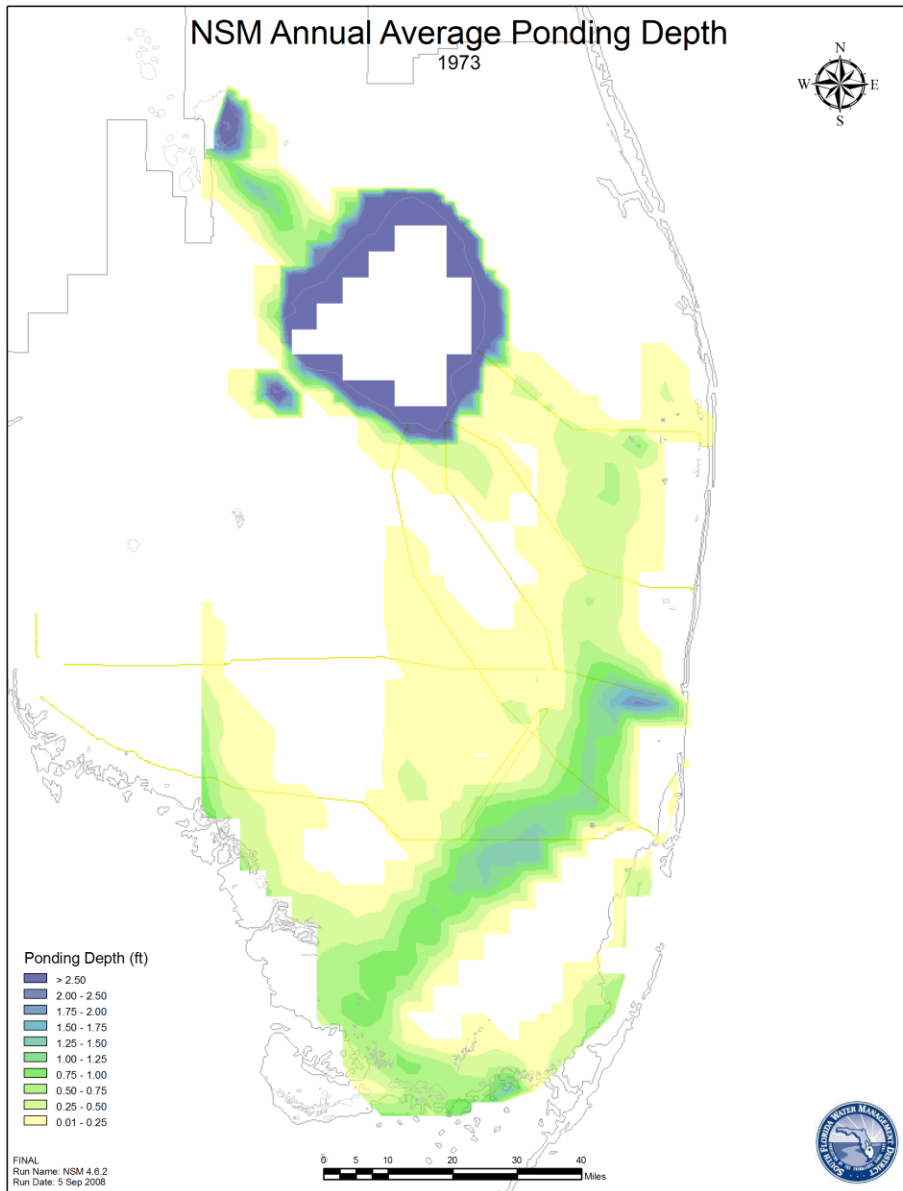 NSM Annual Average Ponding Depth
1973
N
W
E
S
Ponding Depth (ft)
> 2.50
2.00 - 2.50
1.75 - 2.00
1.50 - 1.75
1.25 - 1.50
1.00 - 1.25
0.75 - 1.00
0.50 - 0.75
0.25 - 0.50
0.01 - 0.25
FINAL
Run Name: NSM 4.6.2
Run Date: 5 Sep 2008
0 5 10 20 30 40
Miles
SOUTH FLORIDA WATER MANAGEMENT DISTRICT